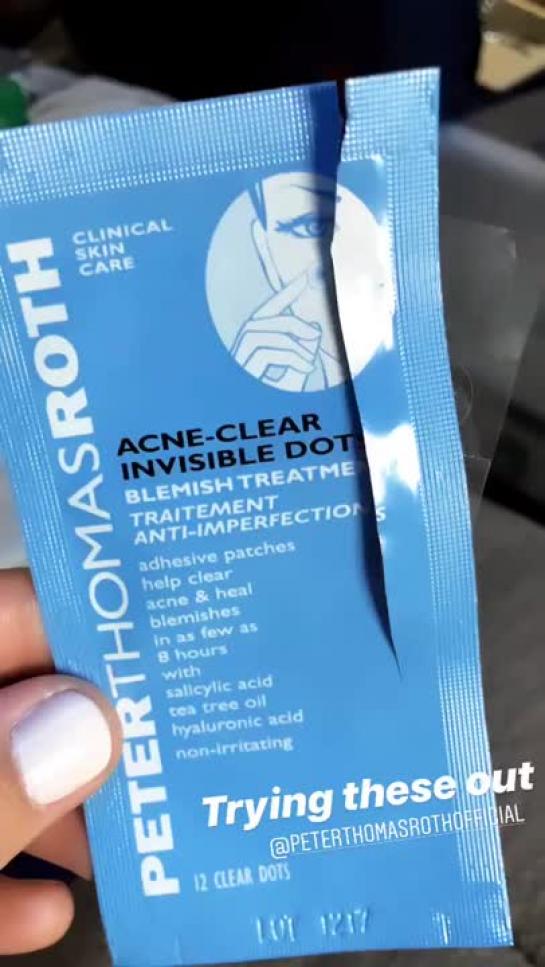 PETERTHOMASROTH
CLINICAL
SKIN
CARE
ACNE-CLEAR
INVISIBLE DOT
BLEMISH TREATME
TRAITEMENT
ANTI-IMPERFECTIONS
adhesive patches
help clear
acne & heal
blemishes
in as few as
8 hours
with
salicylic acid
tea tree oil
hyaluronic acid
non-irritating
Trying these out
@PETERTHOMASROTHOFFICIAL
12 CLEAR DOTS
LOT 1217